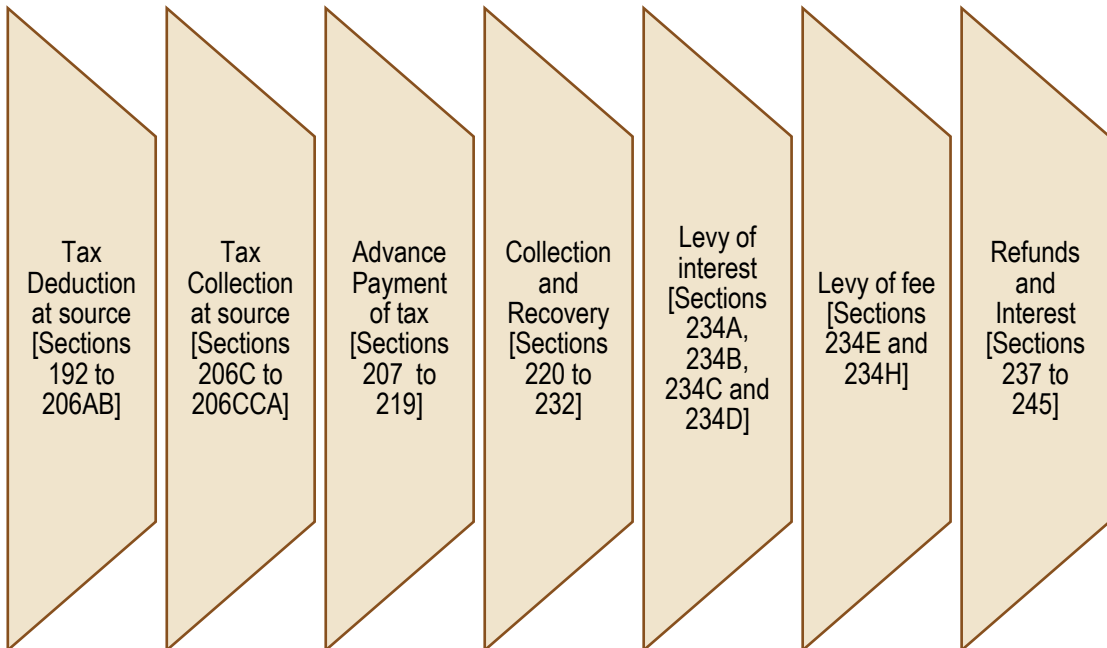 Tax
Deduction
at source
[Sections
192 to
206AB]
Tax
Collection
at source
[Sections
206C to
206CCA]
Advance
Payment
of tax
[Sections
207 to
219]
Collection
and
Recovery
[Sections
220 to
232]
Levy of
interest
[Sections
234A,
234B,
234C and
234D]
Levy of fee
[Sections
234E and
234H]
Refunds
and
Interest
[Sections
237 to
245]